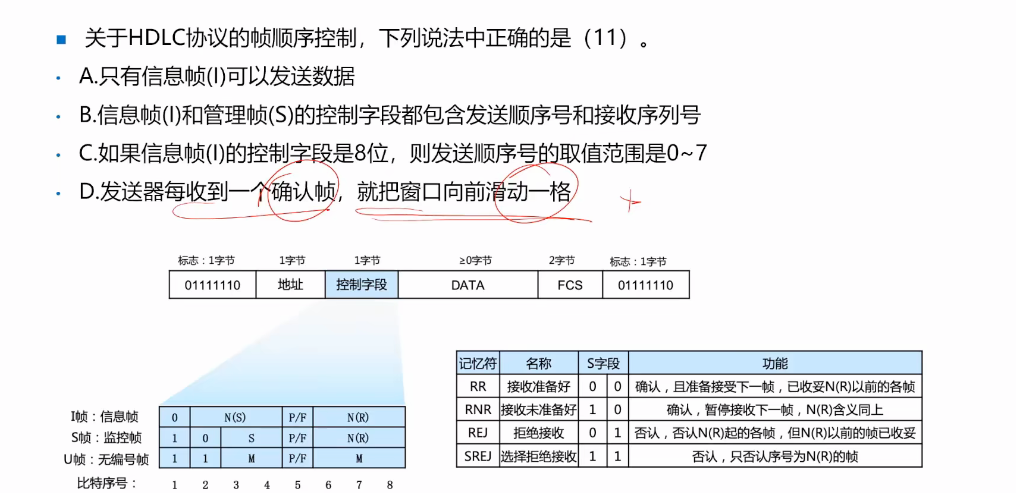 关于HDLC协议的帧顺序控制，下列说法中正确的是（11）。
A.只有信息帧(I)可以发送数据
B.信息帧(I)和管理帧(S)的控制字段都包含发送顺序号和接收序列号
C.如果信息帧(I)的控制字段是8位，则发送顺序号的取值范围是0~7
D.发送器每收到一个确认帧，就把窗口向前滑动一格
标志：1字节 1字节 1字节 ≥0字节 2字节 标志：1字节
01111110 地址 控制字段 DATA FCS 01111110
记忆符 名称 S字段 功能
RR 接收准备好 0 0 确认，且准备接受下一帧，已收妥N(R)以前的各帧
RNR 接收未准备好 1 0 确认，暂停接收下一帧，N(R)含义同上
REJ 拒绝接收 0 1 否认，否认N(R)起的各帧，但N(R)以前的帧已收妥
SREJ 选择拒绝接收 1 1 否认，只否认序号为N(R)的帧
I帧：信息帧 0 N(S) P/F N(R)
S帧：监控帧 1 0 S P/F N(R)
U帧：无编号帧 1 1 M P/F M
比特序号： 1 2 3 4 5 6 7 8